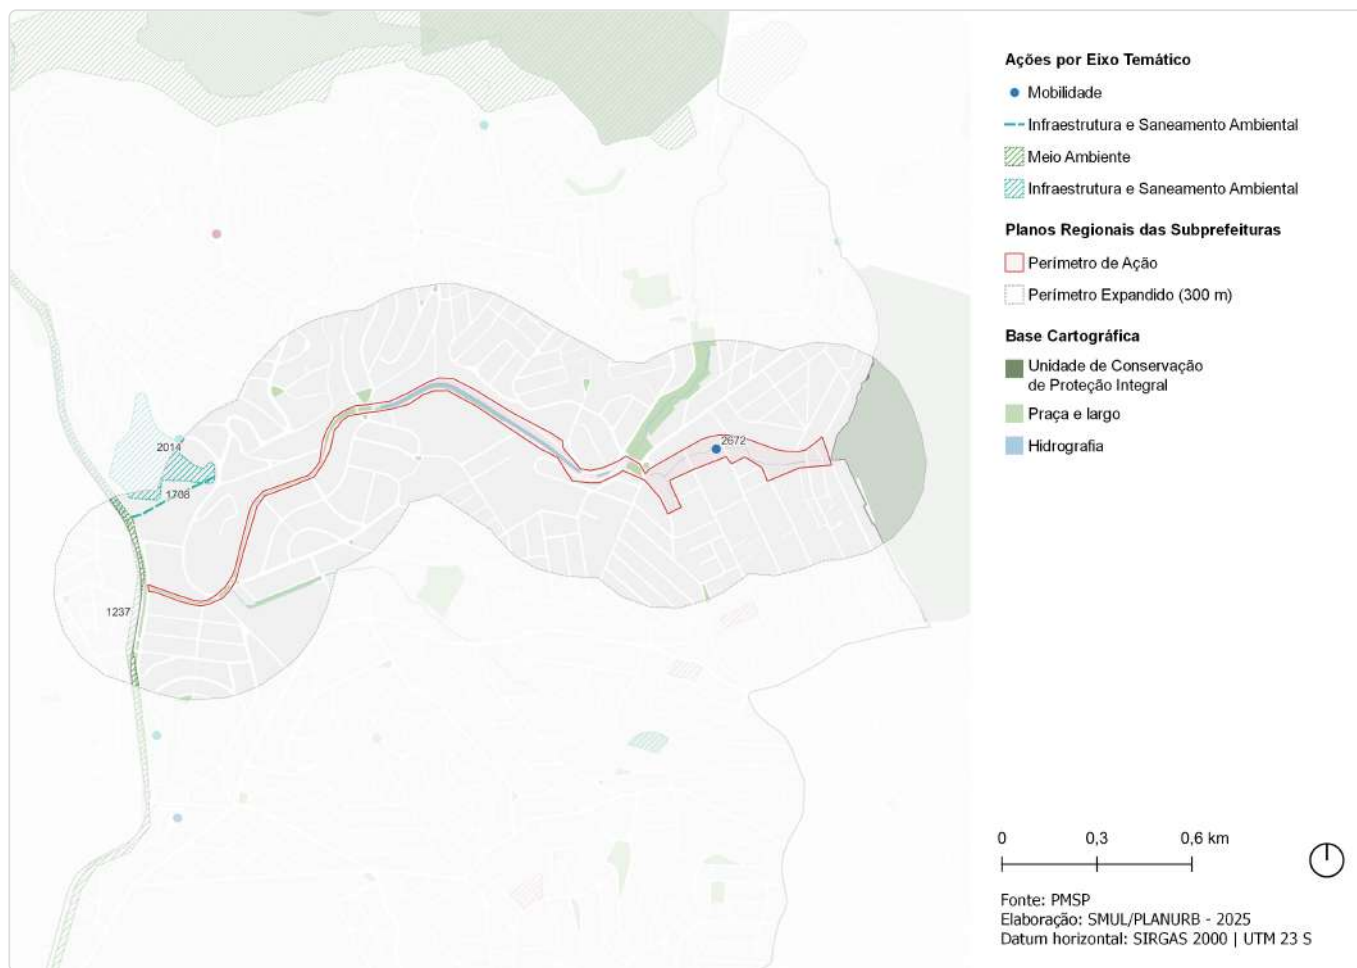 Ações por Eixo Temático
Mobilidade
Infraestrutura e Saneamento Ambiental
Meio Ambiente
Infraestrutura e Saneamento Ambiental
Planos Regionais das Subprefeituras
Perímetro de Ação
Perímetro Expandido (300 m)
Base Cartográfica
Unidade de Conservação
de Proteção Integral
Praça e largo
Hidrografia
2672
2014
1708
1237
0 0,3 0,6 km
Fonte: PMSP
Elaboração: SMUL/PLANURB - 2025
Datum horizontal: SIRGAS 2000 | UTM 23 S